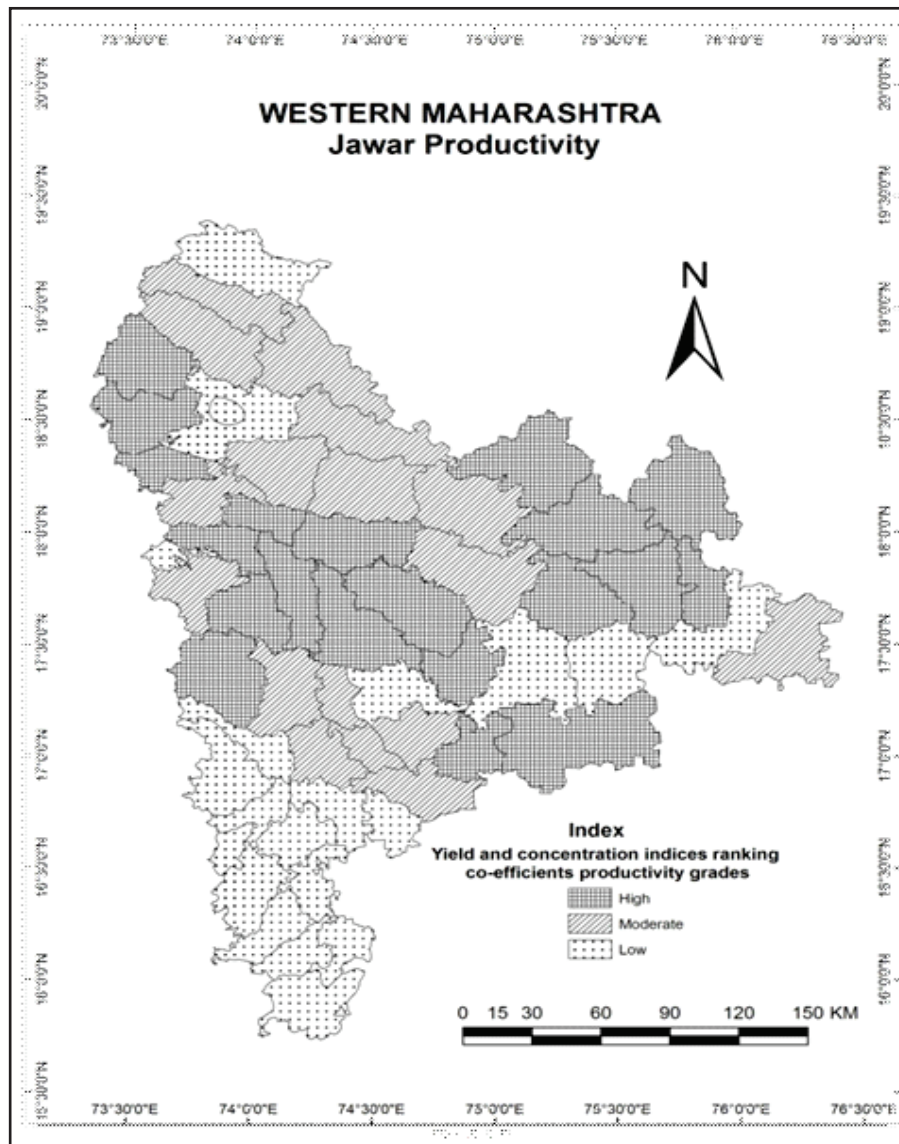 73°30'0"E 74°0'0"E 74°30'0"E 75°0'0"E 75°30'0"E 76°0'0"E 76°30'0"E
WESTERN MAHARASHTRA
Jawar Productivity
N
Index
Yield and concentration indices ranking
co-efficients productivity grades
High
Moderate
Low
0 15 30 60 90 120 150 KM
73°30'0"E 74°0'0"E 74°30'0"E 75°0'0"E 75°30'0"E 76°0'0"E 76°30'0"E